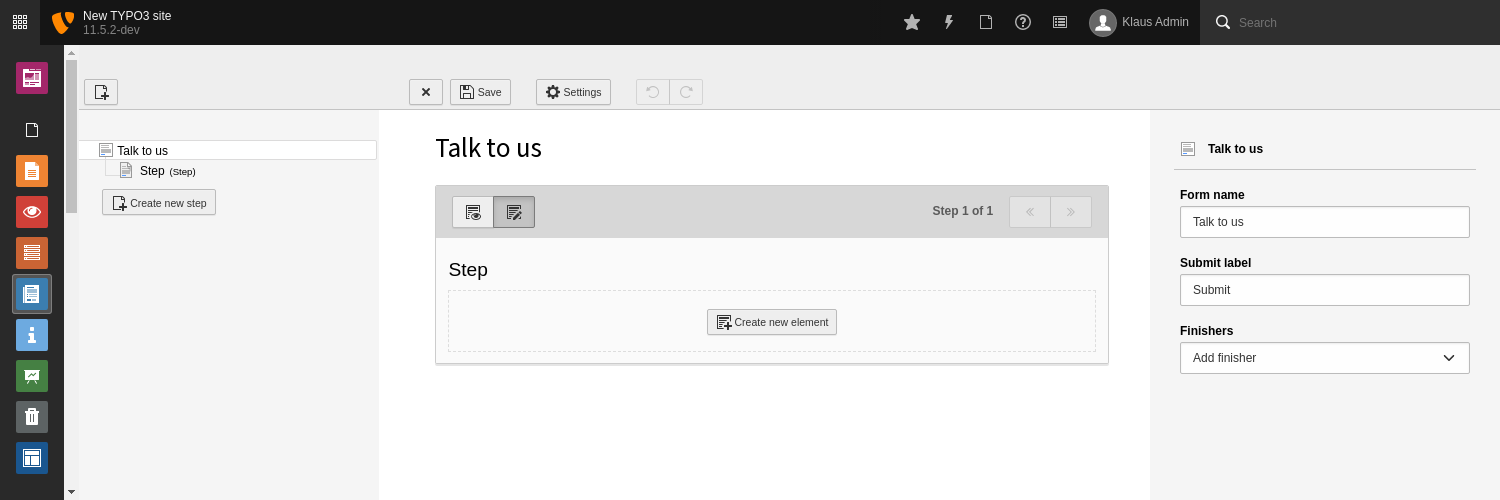 New TYPO3 site
11.5.2-dev
Klaus Admin
Search
Save
Settings
Talk to us
Step (Step)
Create new step
Talk to us
Step 1 of 1
Step
Create new element
Talk to us
Form name
Talk to us
Submit label
Submit
Finishers
Add finisher